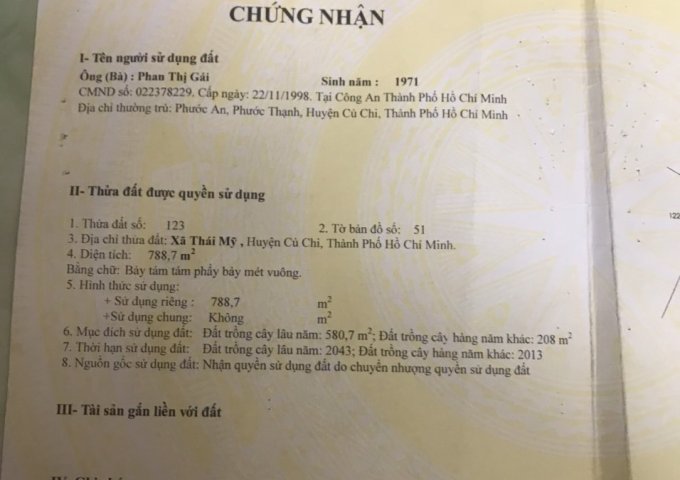 CHỨNG NHẬN
I- Tên người sử dụng đất
Ông (Bà) : Phan Thị Gái Sinh năm : 1971
CMND số: 022378229. Cấp ngày: 22/11/1998. Tại Công An Thành Phố Hồ Chí Minh
Địa chỉ thường trú: Phước An, Phước Thạnh, Huyện Củ Chi, Thành Phố Hồ Chí Minh
II- Thửa đất được quyền sử dụng
1. Thửa đất số: 123 2. Tờ bản đồ số: 51
3. Địa chỉ thửa đất: Xã Thái Mỹ , Huyện Củ Chi, Thành Phố Hồ Chí Minh.
4. Diện tích: 788,7 m²
Bằng chữ: Bảy tám tám phẩy bảy mét vuông.
5. Hình thức sử dụng:
+ Sử dụng riêng : 788,7 m²
+Sử dụng chung: Không m²
6. Mục đích sử dụng đất: Đất trồng cây lâu năm: 580,7 m²; Đất trồng cây hàng năm khác: 208 m²
7. Thời hạn sử dụng đất: Đất trồng cây lâu năm: 2043; Đất trồng cây hàng năm khác: 2013
8. Nguồn gốc sử dụng đất: Nhận quyền sử dụng đất do chuyển nhượng quyền sử dụng đất
III- Tài sản gắn liền với đất
122